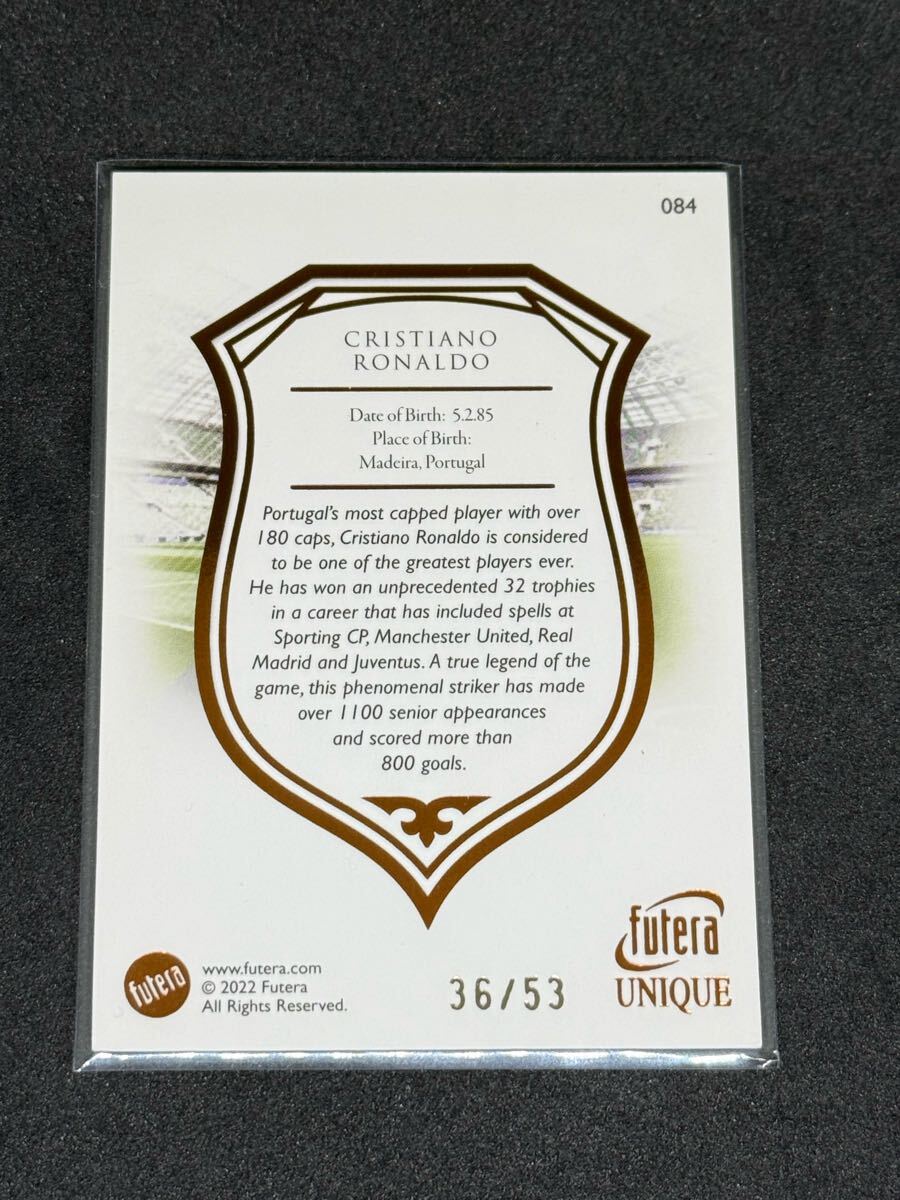 084
CRISTIANO
RONALDO
Date of Birth: 5.2.85
Place of Birth:
Madeira, Portugal
Portugal's most capped player with over
180 caps, Cristiano Ronaldo is considered
to be one of the greatest players ever.
He has won an unprecedented 32 trophies
in a career that has included spells at
Sporting CP, Manchester United, Real
Madrid and Juventus. A true legend of the
game, this phenomenal striker has made
over 1100 senior appearances
and scored more than
800 goals.
futera
www.futera.com
© 2022 Futera
All Rights Reserved.
36/53
futera
UNIQUE